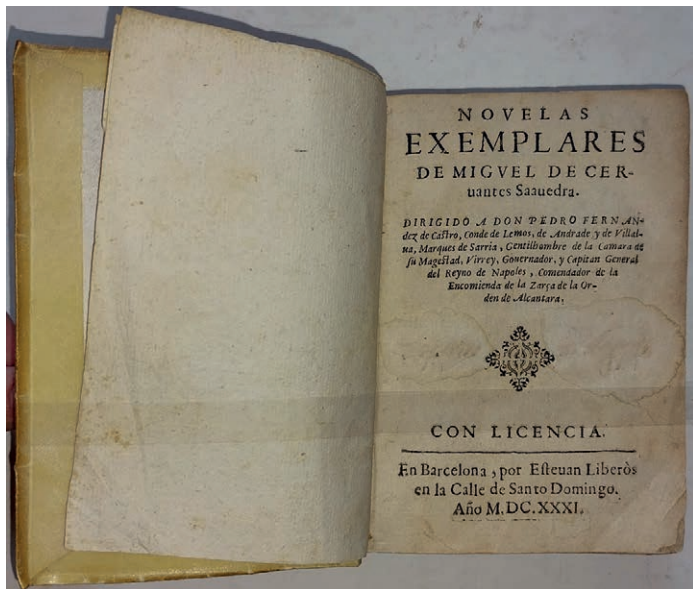 NOVELAS
EXEMPLARES
DE MIGVEL DE CER-
uantes Saauedra.
DIRIGIDO A DON PEDRO FERNAN-
dez de Castro, Conde de Lemos, de Andrade y de Villal-
ua, Marques de Sarria, Gentilhombre de la Camara de
su Magestad, Virrey, Gouernador, y Capitan General
del Reyno de Napoles, Comendador de la
Encomienda de la Zarça de la Or-
den de Alcantara.
CON LICENCIA.
En Barcelona, por Esteuan Liberòs
en la Calle de Santo Domingo.
Año M.DC.XXXI.